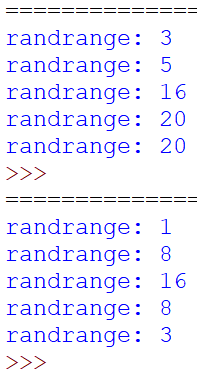 ==============
randrange: 3
randrange: 5
randrange: 16
randrange: 20
randrange: 20
>>>
==============
randrange: 1
randrange: 8
randrange: 16
randrange: 8
randrange: 3
>>>